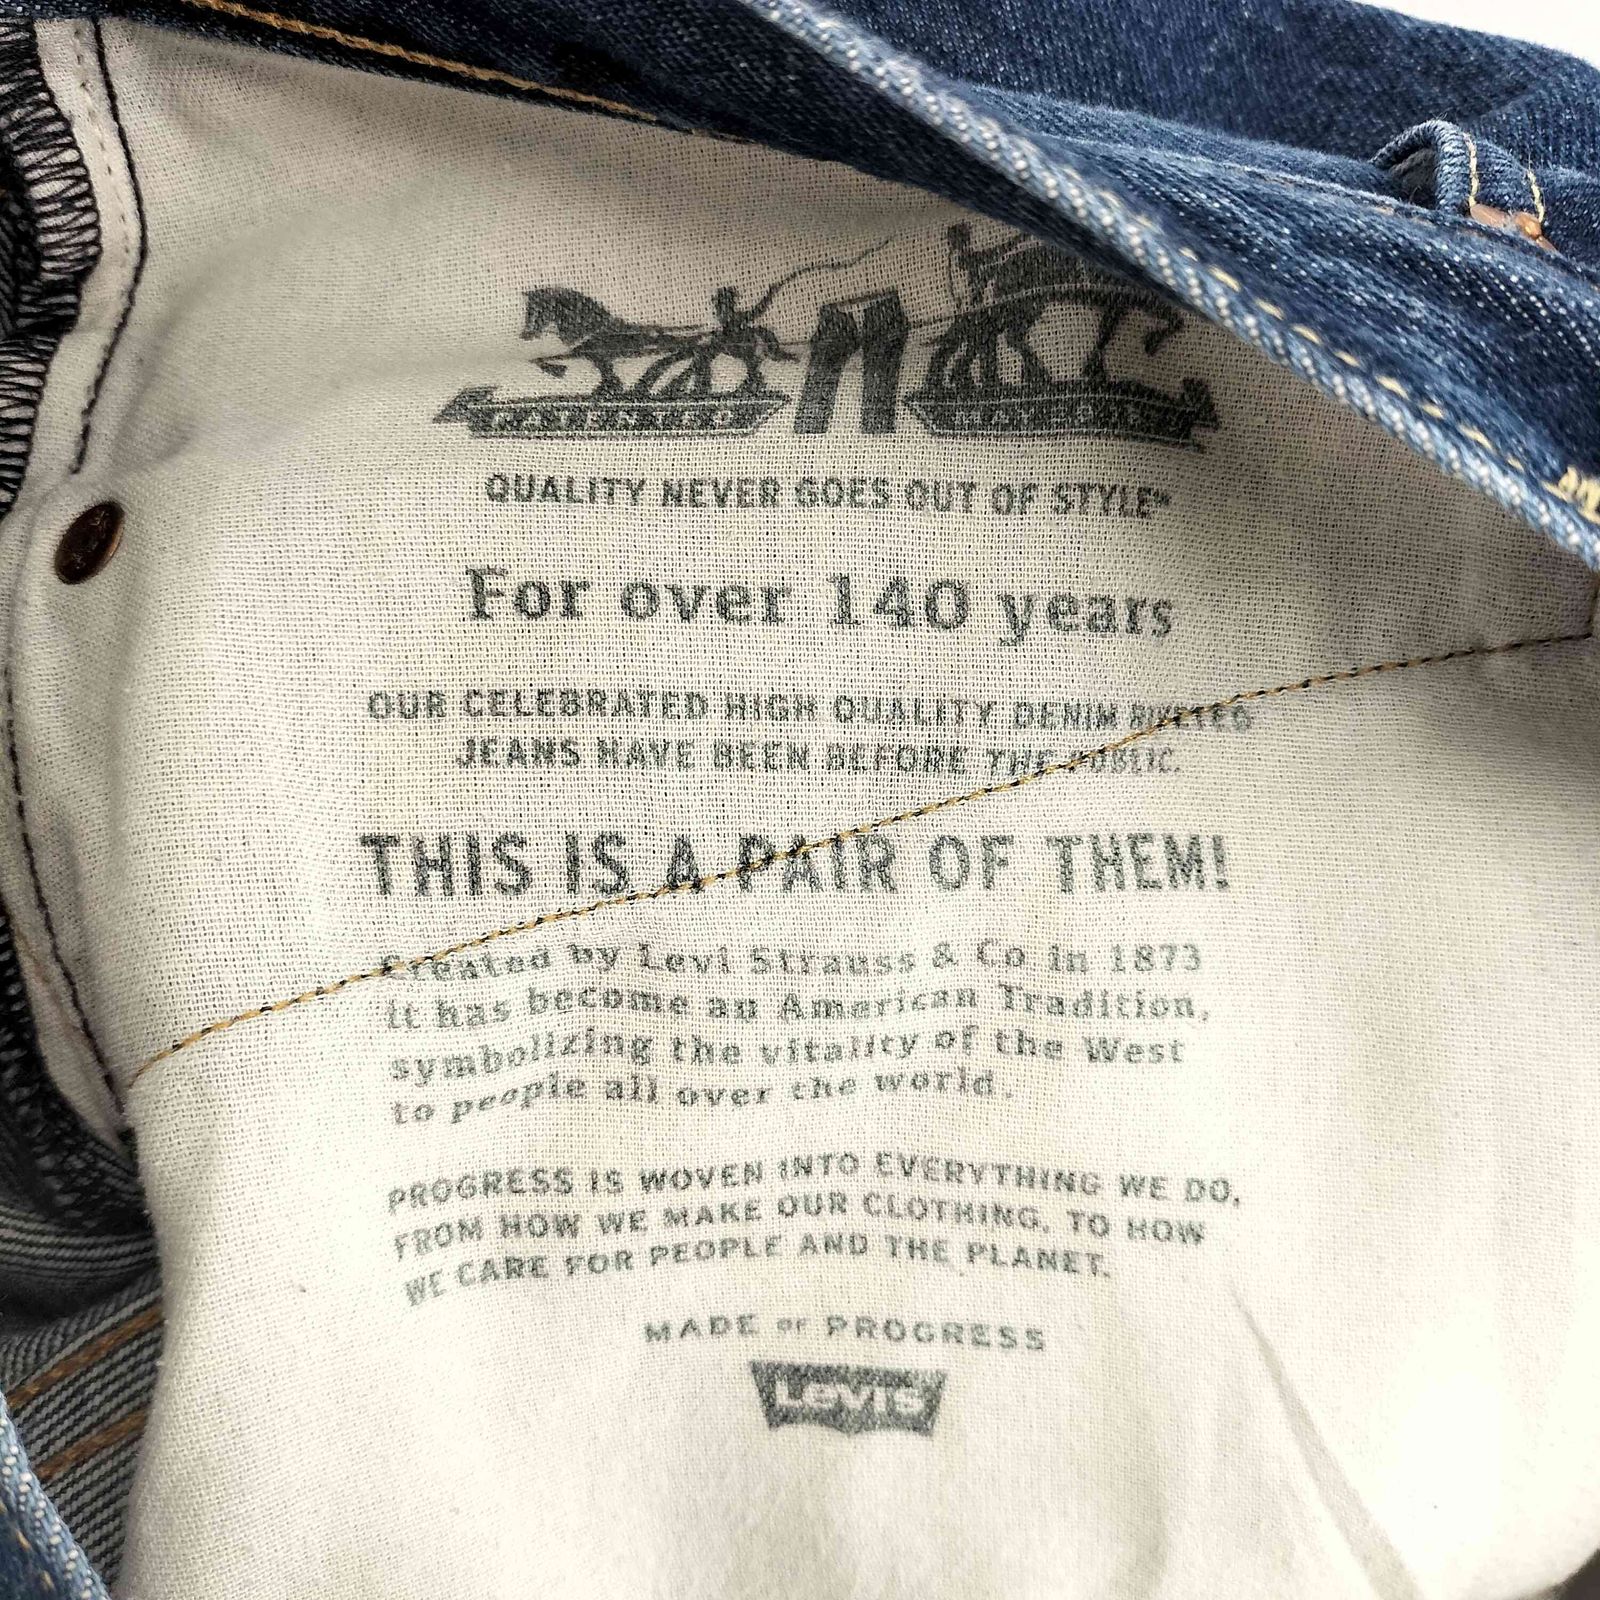 PATENTED MAY 20 1873
QUALITY NEVER GOES OUT OF STYLE®
For over 140 years
OUR CELEBRATED HIGH QUALITY DENIM RIVETED
JEANS HAVE BEEN BEFORE THE PUBLIC.
THIS IS A PAIR OF THEM!
Created by Levi Strauss & Co in 1873
it has become an American Tradition,
symbolizing the vitality of the West
to people all over the world.
PROGRESS IS WOVEN INTO EVERYTHING WE DO,
FROM HOW WE MAKE OUR CLOTHING, TO HOW
WE CARE FOR PEOPLE AND THE PLANET.
MADE OF PROGRESS
LEVI'S